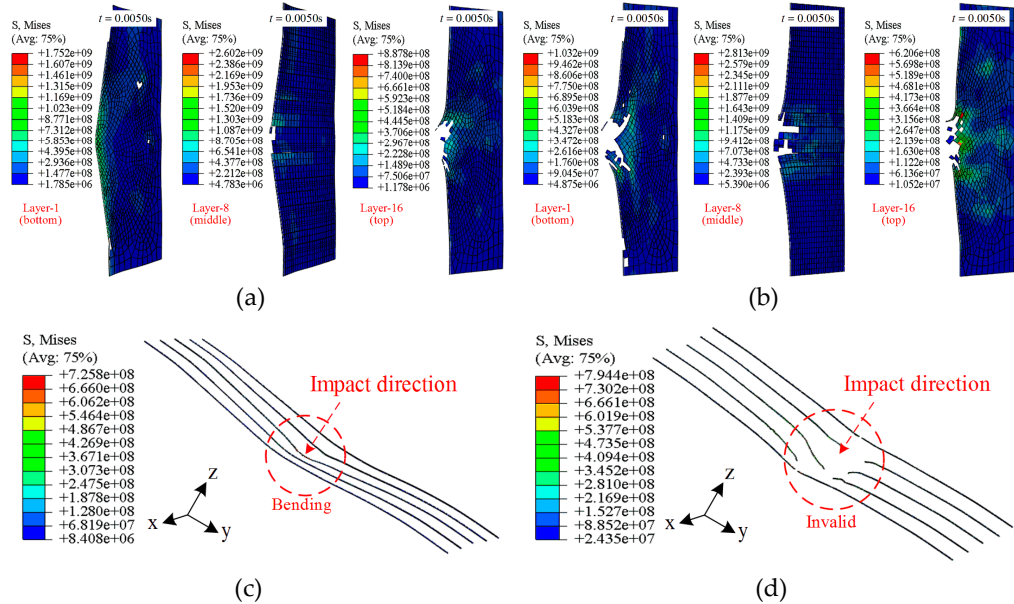 t = 0.0050s
S, Mises
(Avg: 75%)
+1.752e+09
+1.607e+09
+1.461e+09
+1.315e+09
+1.169e+09
+1.023e+09
+8.771e+08
+7.312e+08
+5.853e+08
+4.395e+08
+2.936e+08
+1.477e+08
+1.785e+06
Layer-1
(bottom)
t = 0.0050s
S, Mises
(Avg: 75%)
+2.602e+09
+2.386e+09
+2.169e+09
+1.953e+09
+1.736e+09
+1.520e+09
+1.303e+09
+1.087e+09
+8.705e+08
+6.541e+08
+4.377e+08
+2.212e+08
+4.783e+06
Layer-8
(middle)
t = 0.0050s
S, Mises
(Avg: 75%)
+8.878e+08
+8.139e+08
+7.400e+08
+6.661e+08
+5.923e+08
+5.184e+08
+4.445e+08
+3.706e+08
+2.967e+08
+2.228e+08
+1.489e+08
+7.506e+07
+1.178e+06
Layer-16
(top)
(a)
t = 0.0050s
S, Mises
(Avg: 75%)
+1.032e+09
+9.462e+08
+8.606e+08
+7.750e+08
+6.895e+08
+6.039e+08
+5.183e+08
+4.327e+08
+3.472e+08
+2.616e+08
+1.760e+08
+9.045e+07
+4.875e+06
Layer-1
(bottom)
t = 0.0050s
S, Mises
(Avg: 75%)
+2.813e+09
+2.579e+09
+2.345e+09
+2.111e+09
+1.877e+09
+1.643e+09
+1.409e+09
+1.175e+09
+9.412e+08
+7.073e+08
+4.733e+08
+2.393e+08
+5.390e+06
Layer-8
(middle)
t = 0.0050s
S, Mises
(Avg: 75%)
+6.206e+08
+5.698e+08
+5.189e+08
+4.681e+08
+4.173e+08
+3.664e+08
+3.156e+08
+2.647e+08
+2.139e+08
+1.630e+08
+1.122e+08
+6.136e+07
+1.052e+07
Layer-16
(top)
(b)
S, Mises
(Avg: 75%)
+7.258e+08
+6.660e+08
+6.062e+08
+5.464e+08
+4.867e+08
+4.269e+08
+3.671e+08
+3.073e+08
+2.475e+08
+1.878e+08
+1.280e+08
+6.819e+07
+8.408e+06
Impact direction
z
x
y
Bending
(c)
S, Mises
(Avg: 75%)
+7.944e+08
+7.302e+08
+6.661e+08
+6.019e+08
+5.377e+08
+4.735e+08
+4.094e+08
+3.452e+08
+2.810e+08
+2.169e+08
+1.527e+08
+8.852e+07
+2.435e+07
Impact direction
z
x
y
Invalid
(d)